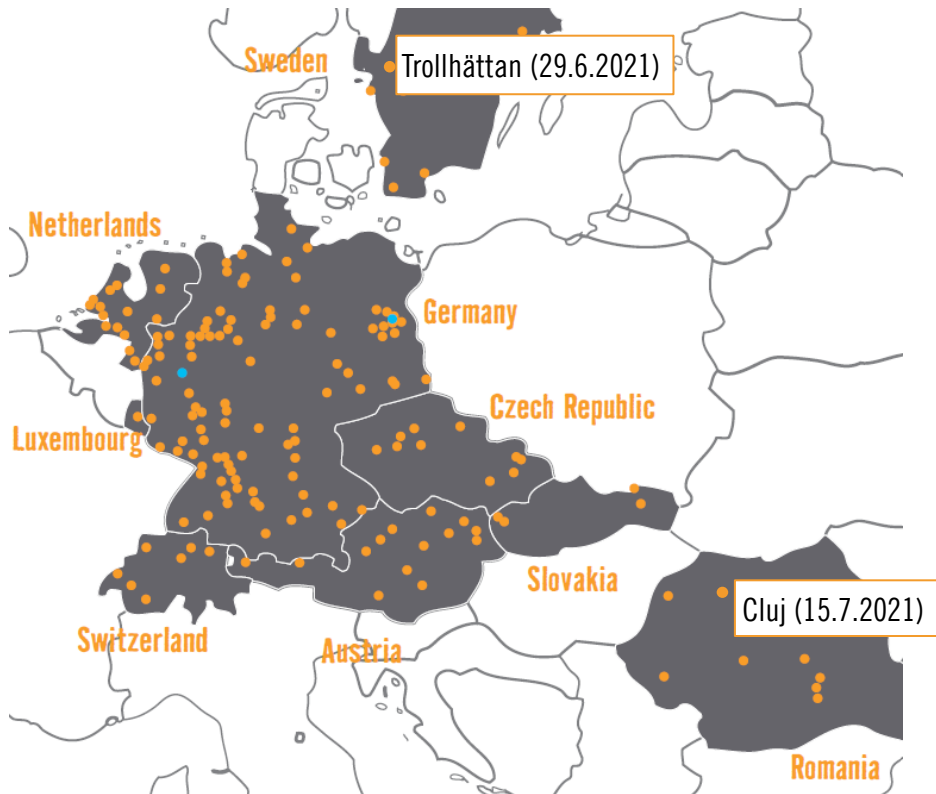 Sweden
Trollhättan (29.6.2021)
Netherlands
Germany
Czech Republic
Luxembourg
Slovakia
Cluj (15.7.2021)
Switzerland
Austria
Romania